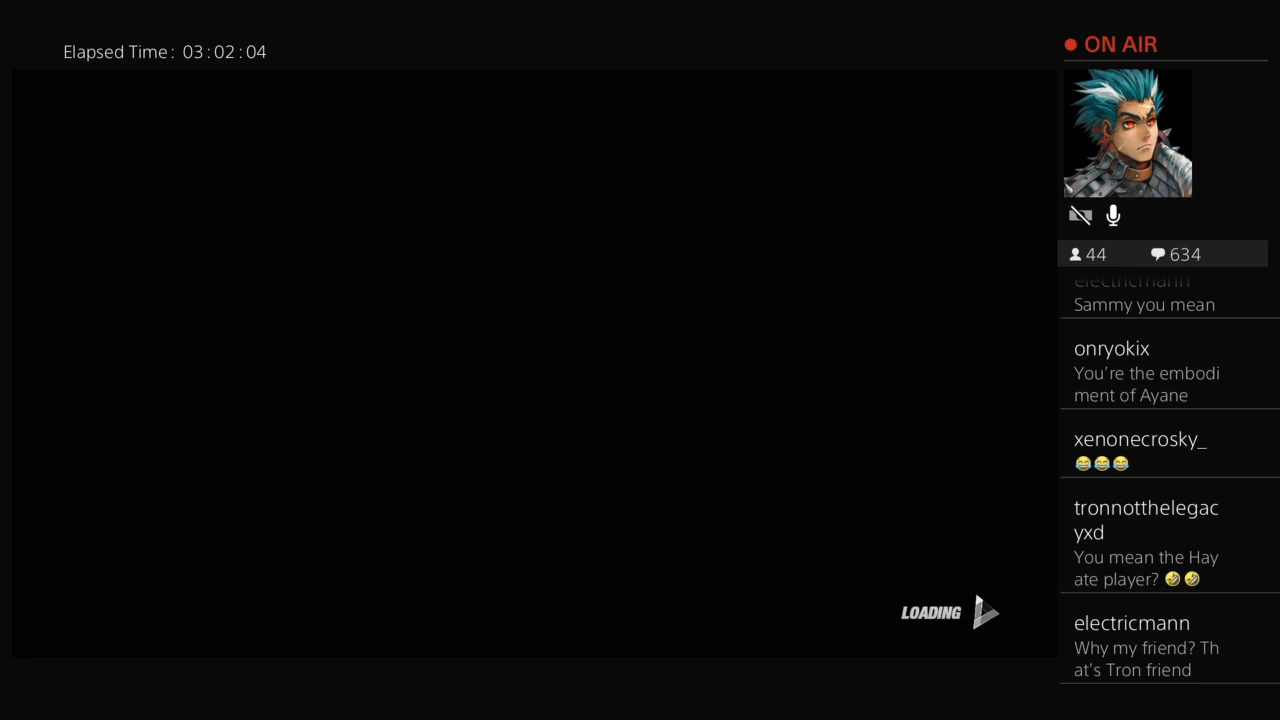 Elapsed Time: 03:02:04
ON AIR
44 634
electricmann
Sammy you mean
onryokix
You're the embodi
ment of Ayane
xenonecrosky_
😂😂😂
tronnotthelegac
yxd
You mean the Hay
ate player? 🤣🤣
LOADING
electricmann
Why my friend? Th
at's Tron friend